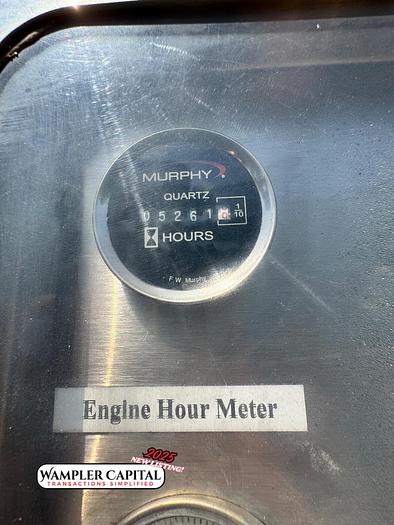 MURPHY
QUARTZ
05261
1/10
HOURS
F.W. Murphy
Engine Hour Meter
2025
NEW LISTING!
WAMPLER CAPITAL
TRANSACTIONS SIMPLIFIED